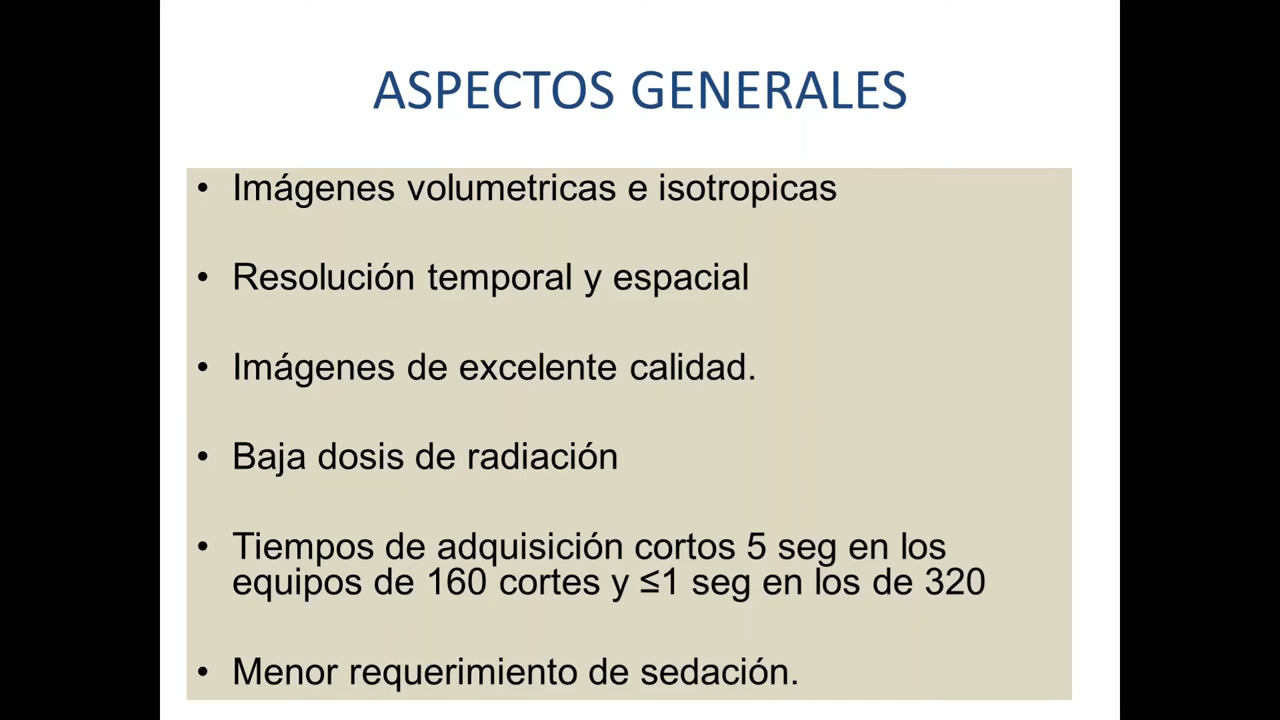 ASPECTOS GENERALES
• Imágenes volumetricas e isotropicas
• Resolución temporal y espacial
• Imágenes de excelente calidad.
• Baja dosis de radiación
• Tiempos de adquisición cortos 5 seg en los
equipos de 160 cortes y ≤1 seg en los de 320
• Menor requerimiento de sedación.